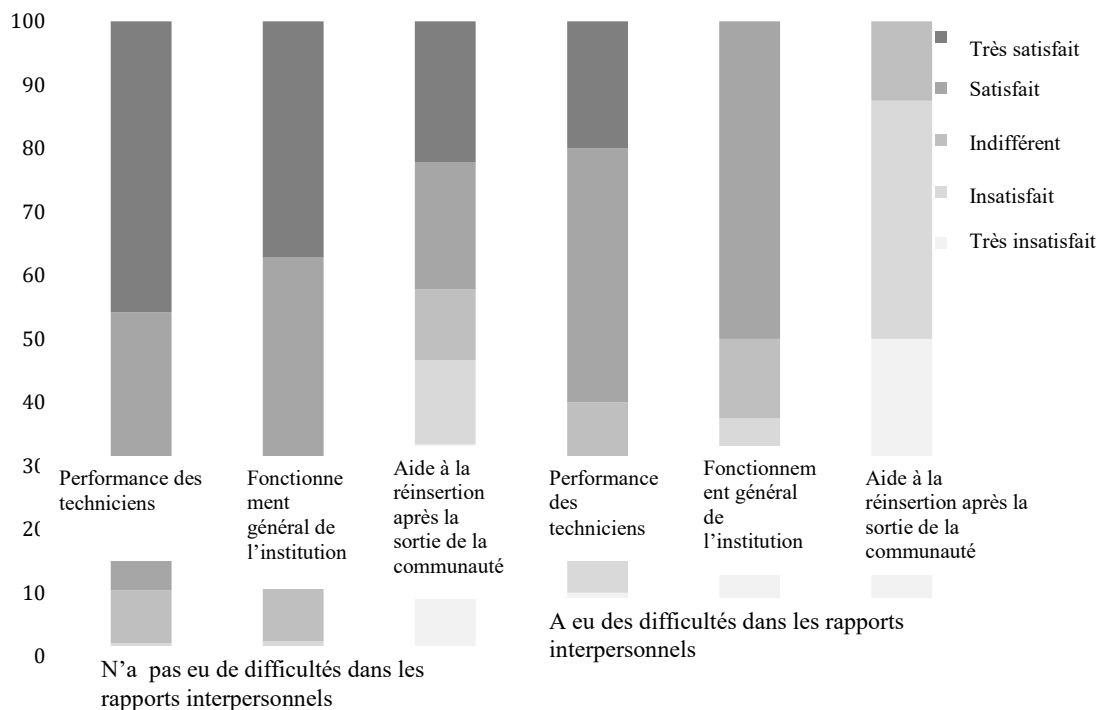 100
90
80
70
60
50
40
30
20
10
0
Très satisfait
Satisfait
Indifférent
Insatisfait
Très insatisfait
Performance des
techniciens
Fonctionne
ment
général de
l’institution
Aide à la
réinsertion
après la
sortie de la
communauté
Performance
des
techniciens
Fonctionnem
ent général
de
l’institution
Aide à la
réinsertion après la
sortie de la
communauté
N’a pas eu de difficultés dans les
rapports interpersonnels
A eu des difficultés dans les rapports
interpersonnels